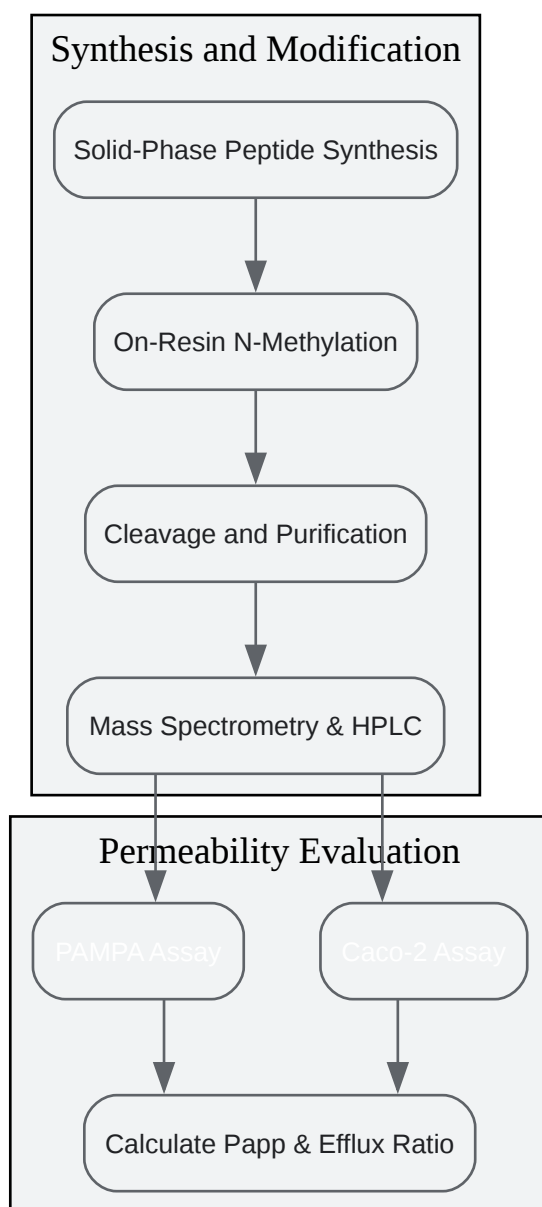 Synthesis and Modification
Solid-Phase Peptide Synthesis
On-Resin N-Methylation
Cleavage and Purification
Mass Spectrometry & HPLC
Permeability Evaluation
PAMPA Assay
Caco-2 Assay
Calculate Papp & Efflux Ratio